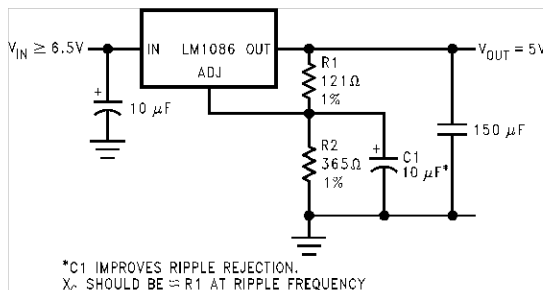 V_IN ≥ 6.5V
IN LM1086 OUT
ADJ
V_OUT = 5V
10 µF
R1
121Ω
1%
R2
365Ω
1%
C1
10 µF*
150 µF
*C1 IMPROVES RIPPLE REJECTION.
X_C SHOULD BE ≈ R1 AT RIPPLE FREQUENCY